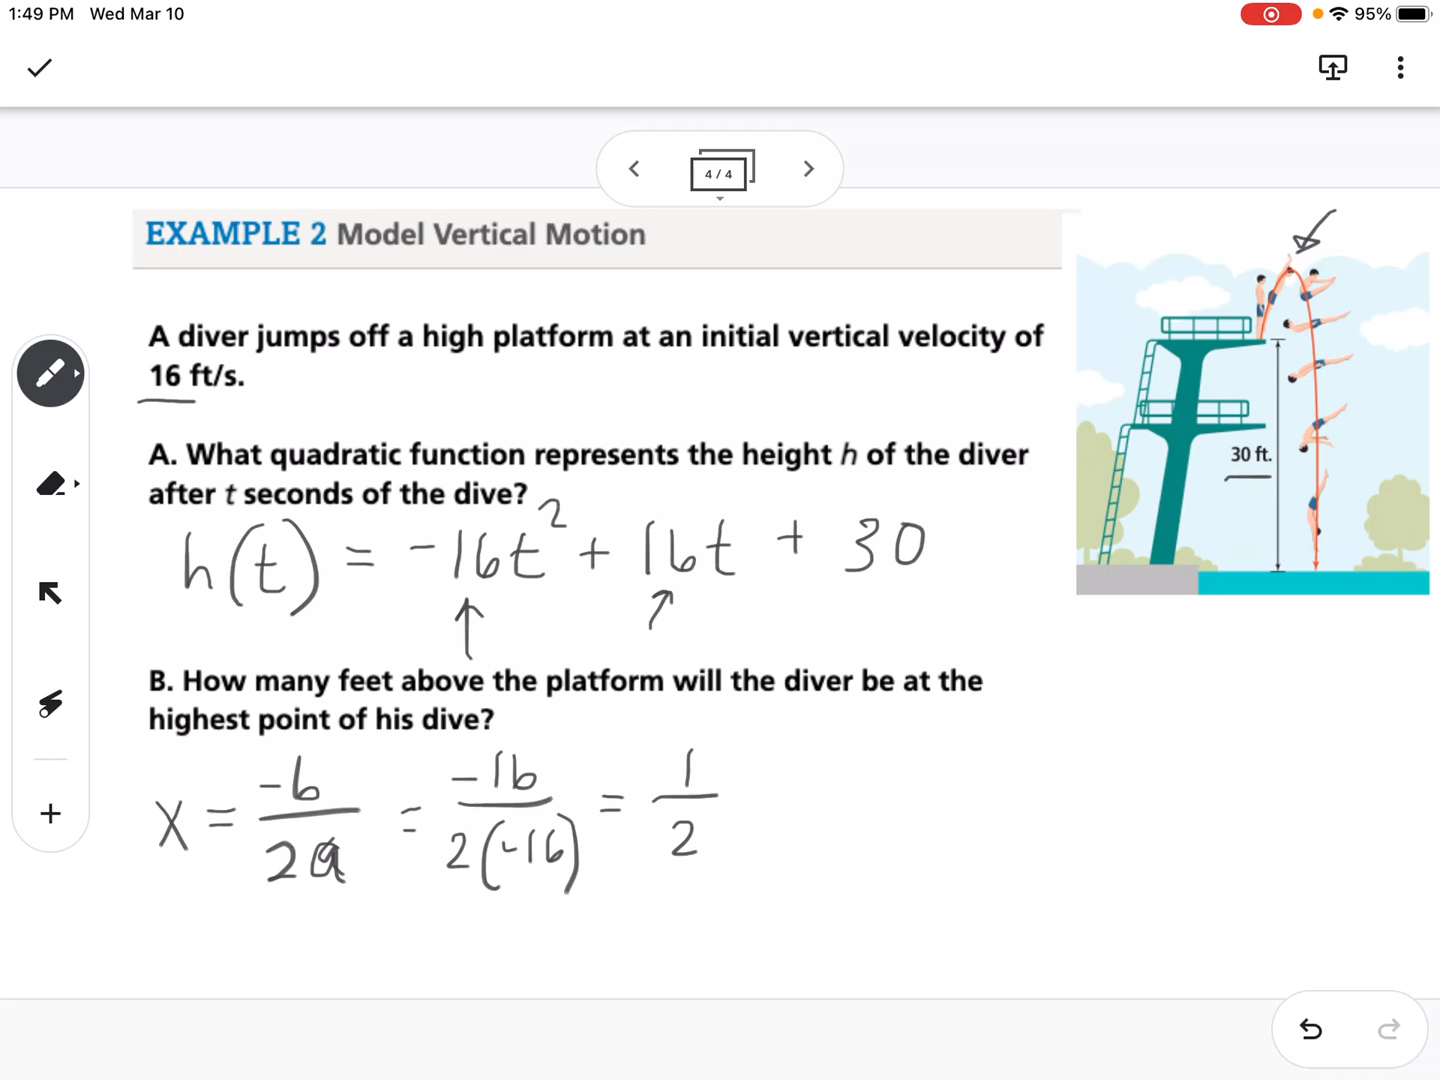 1:49 PM Wed Mar 10
95%
4 / 4
EXAMPLE 2 Model Vertical Motion
A diver jumps off a high platform at an initial vertical velocity of
16 ft/s.
A. What quadratic function represents the height h of the diver
after t seconds of the dive?
h(t) = -16t² + 16t + 30
30 ft.
B. How many feet above the platform will the diver be at the
highest point of his dive?
x = -b/2a = -16/2(-16) = 1/2